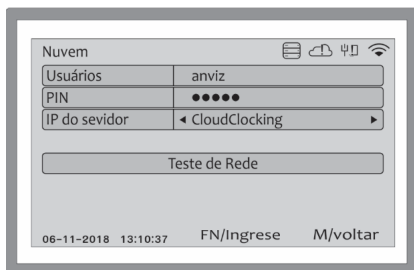 Nuvem
Usuários anviz
PIN ●●●●●
IP do sevidor ◄ CloudClocking ►
Teste de Rede
06-11-2018 13:10:37 FN/Ingrese M/voltar